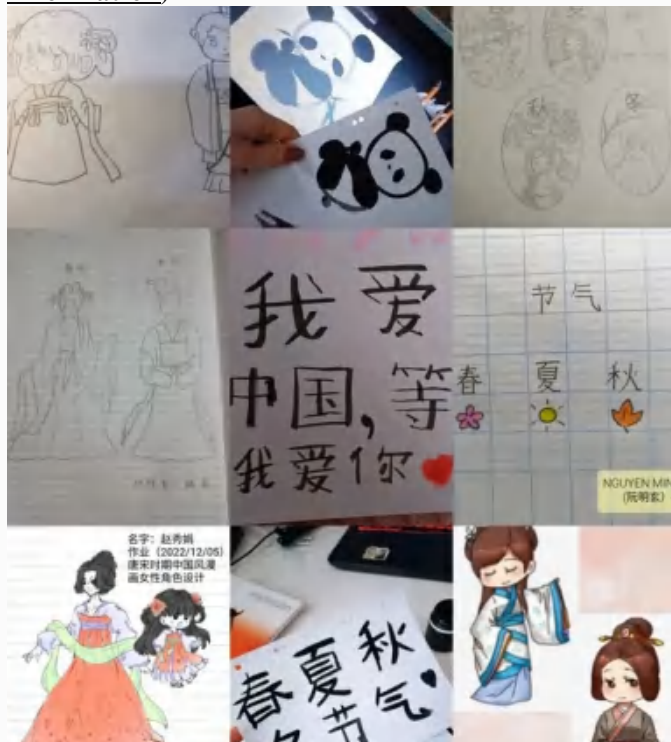 秋 冬
我 爱
中国，等
我 爱 你 ❤
节 气
春 夏 秋
NGUYEN MIN
(阮明玄)
名字：赵秀娟
作业（2022/12/05）
唐宋时期中国风漫
画女性角色设计
春夏秋
节气